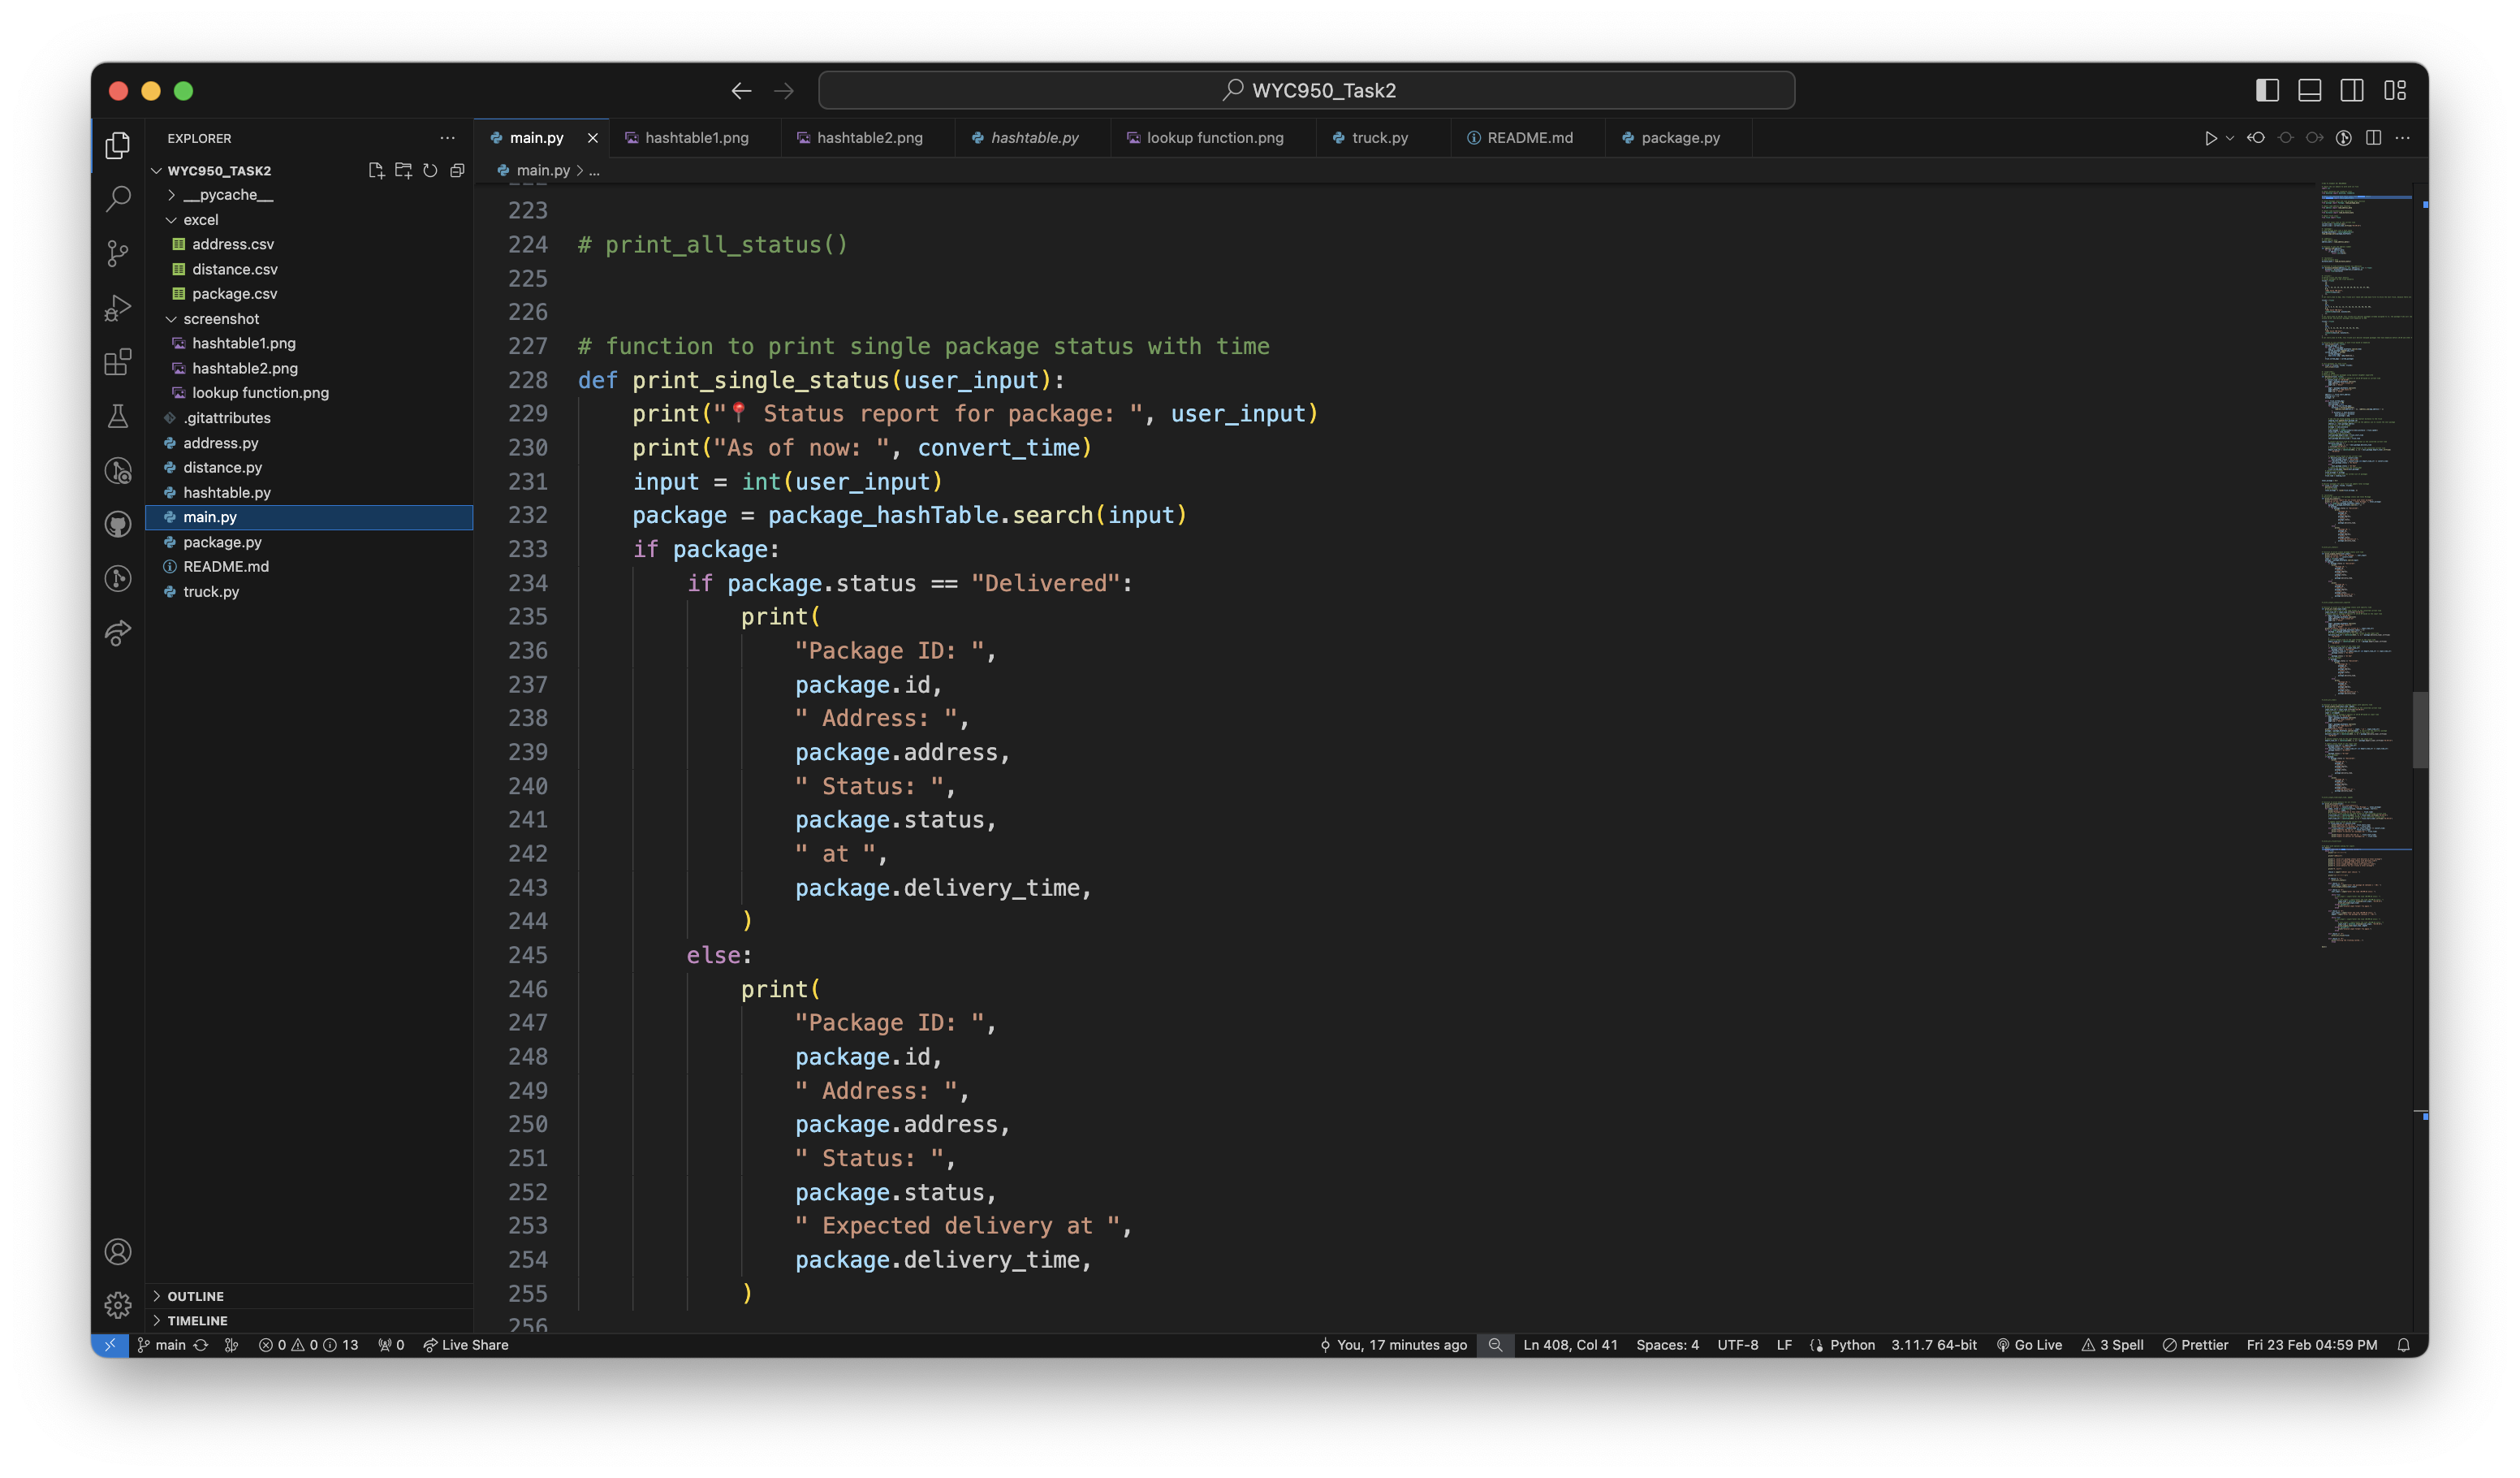 WYC950_Task2
EXPLORER
WYC950_TASK2
__pycache__
excel
address.csv
distance.csv
package.csv
screenshot
hashtable1.png
hashtable2.png
lookup function.png
.gitattributes
address.py
distance.py
hashtable.py
main.py
package.py
README.md
truck.py
OUTLINE
TIMELINE
main.py
hashtable1.png
hashtable2.png
hashtable.py
lookup function.png
truck.py
README.md
package.py
main.py > ...
223
224 # print_all_status()
225
226
227 # function to print single package status with time
228 def print_single_status(user_input):
229     print("📍 Status report for package: ", user_input)
230     print("As of now: ", convert_time)
231     input = int(user_input)
232     package = package_hashTable.search(input)
233     if package:
234         if package.status == "Delivered":
235             print(
236                 "Package ID: ",
237                 package.id,
238                 " Address: ",
239                 package.address,
240                 " Status: ",
241                 package.status,
242                 " at ",
243                 package.delivery_time,
244             )
245         else:
246             print(
247                 "Package ID: ",
248                 package.id,
249                 " Address: ",
250                 package.address,
251                 " Status: ",
252                 package.status,
253                 " Expected delivery at ",
254                 package.delivery_time,
255             )
256
main 0 0 13 0 Live Share You, 17 minutes ago Ln 408, Col 41 Spaces: 4 UTF-8 LF Python 3.11.7 64-bit Go Live 3 Spell Prettier Fri 23 Feb 04:59 PM